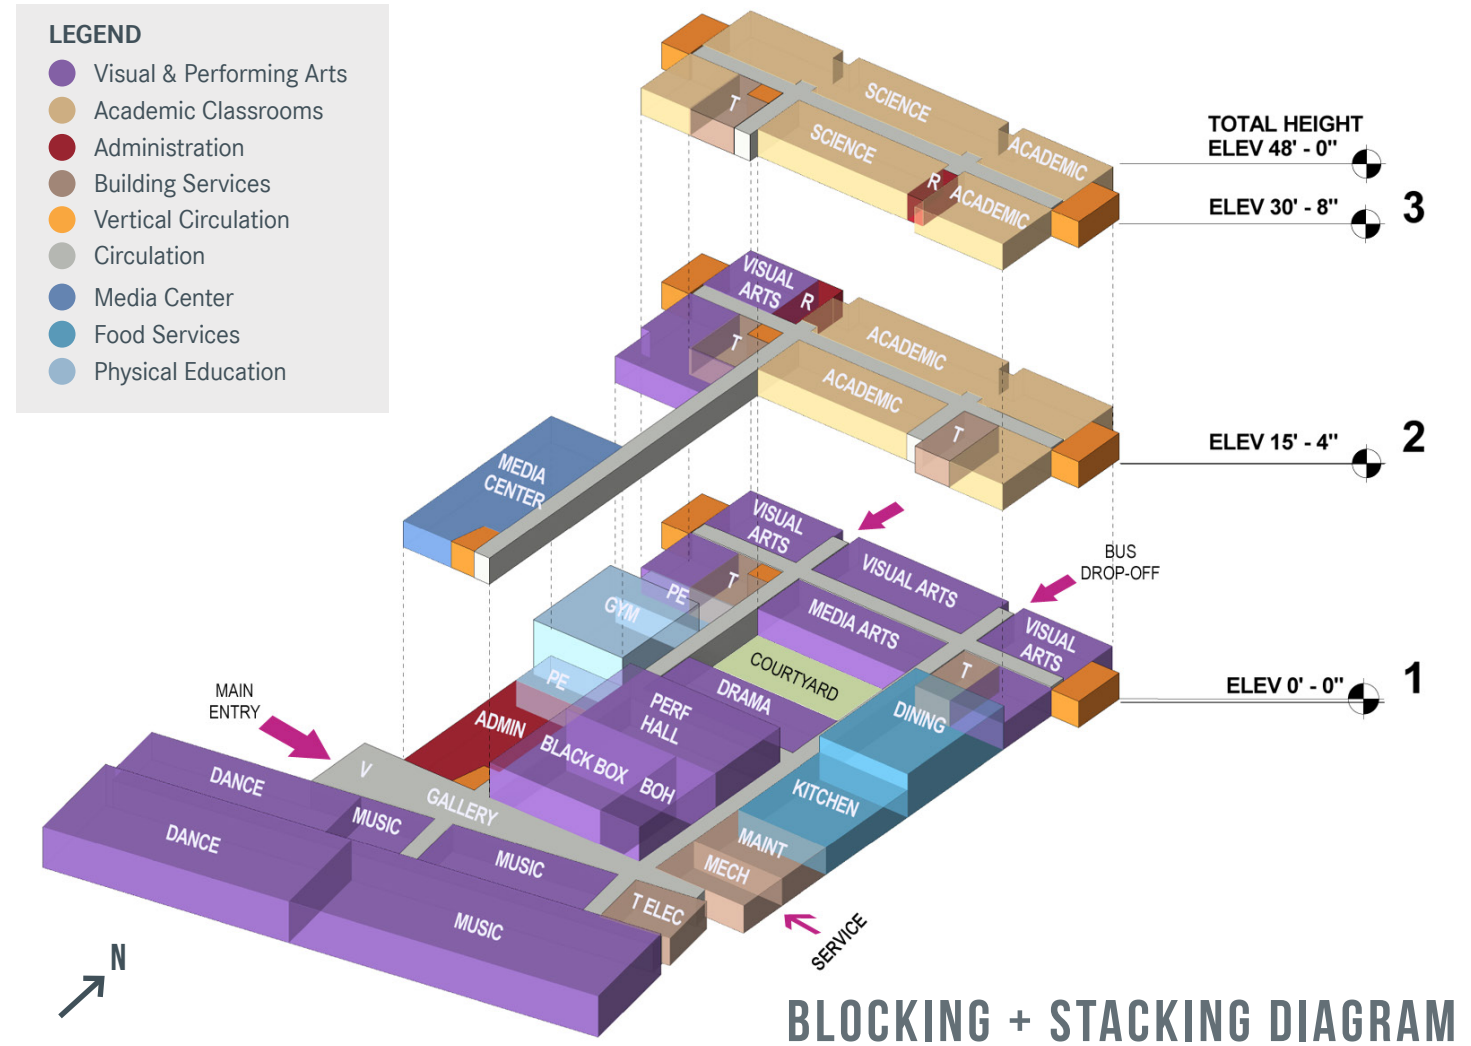 LEGEND
Visual & Performing Arts
Academic Classrooms
Administration
Building Services
Vertical Circulation
Circulation
Media Center
Food Services
Physical Education
SCIENCE
T
SCIENCE
ACADEMIC
R
ACADEMIC
TOTAL HEIGHT
ELEV 48' - 0"
ELEV 30' - 8"
3
VISUAL
ARTS
R
T
ACADEMIC
ACADEMIC
T
MEDIA
CENTER
ELEV 15' - 4"
2
VISUAL
ARTS
VISUAL ARTS
BUS
DROP-OFF
T
PE
GYM
MEDIA ARTS
VISUAL
ARTS
COURTYARD
T
PE
DRAMA
PERF
HALL
DINING
ELEV 0' - 0"
1
MAIN
ENTRY
ADMIN
BLACK BOX
BOH
V
GALLERY
KITCHEN
DANCE
MUSIC
DANCE
MUSIC
MAINT
MECH
T ELEC
MUSIC
SERVICE
N
BLOCKING + STACKING DIAGRAM